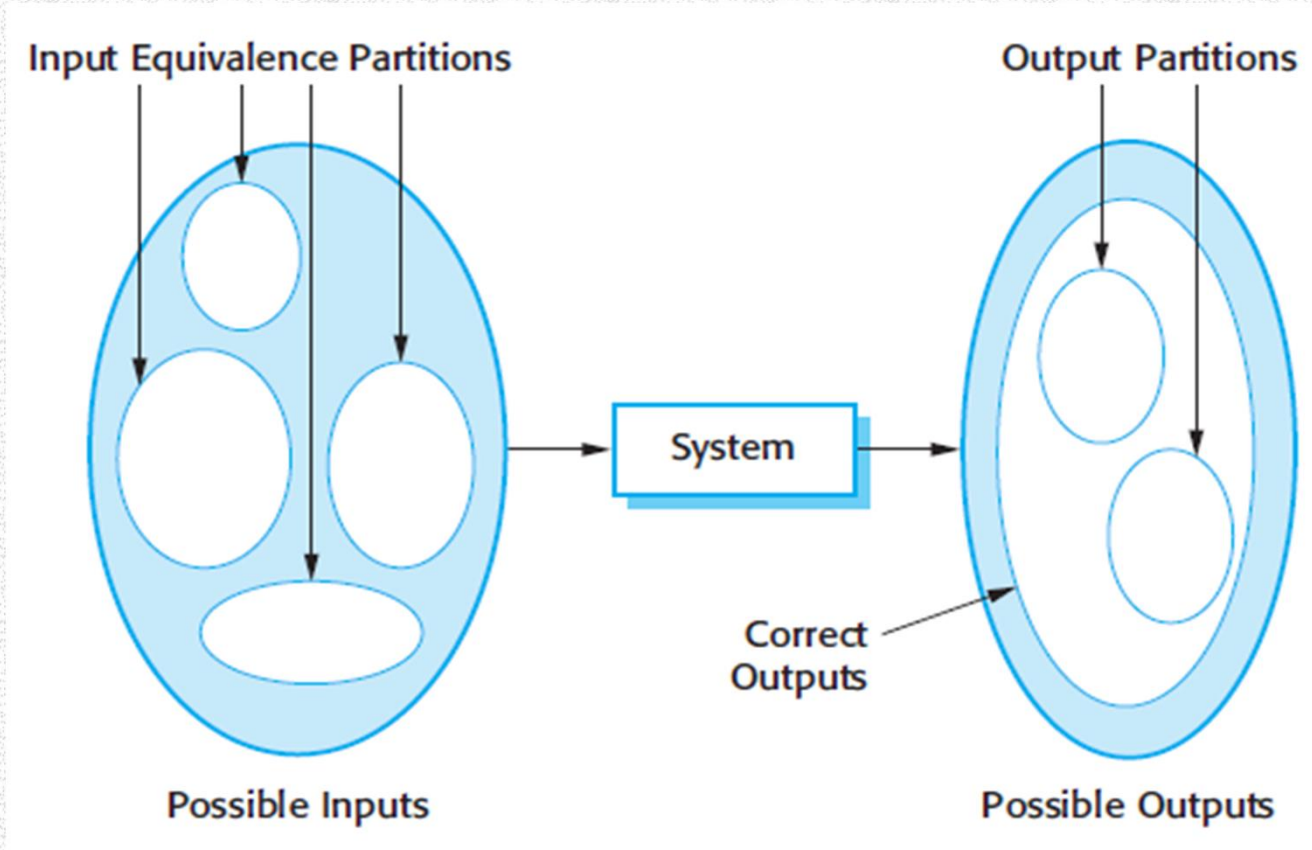 Input Equivalence Partitions
Output Partitions
System
Correct
Outputs
Possible Inputs
Possible Outputs